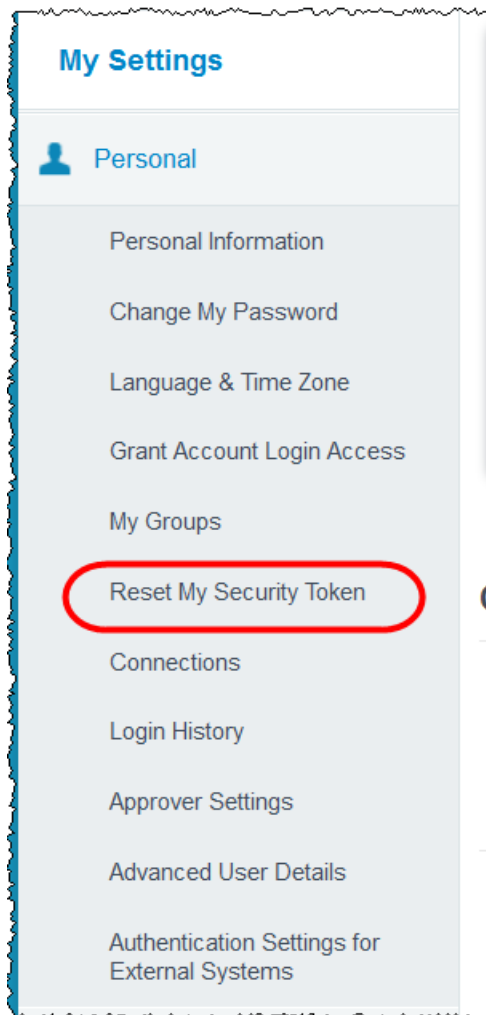 My Settings
Personal
Personal Information
Change My Password
Language & Time Zone
Grant Account Login Access
My Groups
Reset My Security Token
Connections
Login History
Approver Settings
Advanced User Details
Authentication Settings for
External Systems